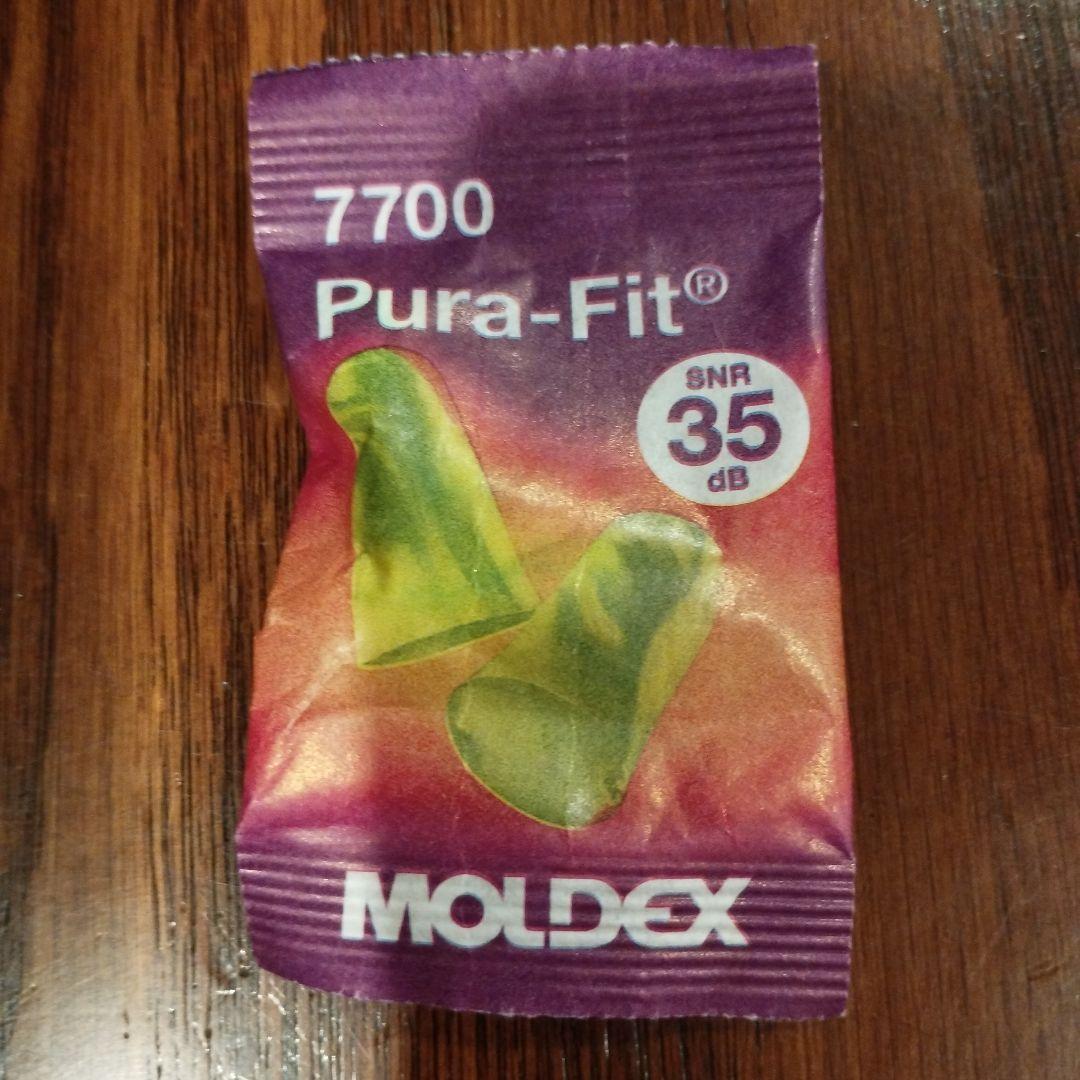 7700
Pura-Fit®
SNR
35
dB
MOLDEX